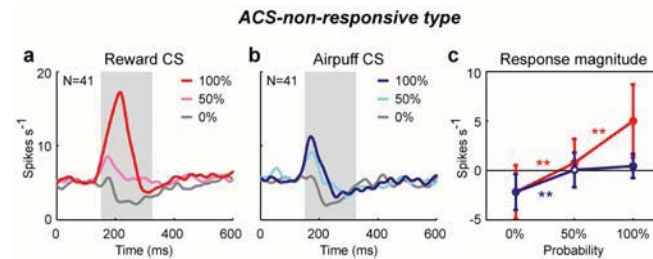 ACS-non-responsive type
a Reward CS
N=41
100%
50%
0%
Spikes s⁻¹
20
10
0
0 200 400 600
Time (ms)
b Airpuff CS
N=41
100%
50%
0%
0 200 400 600
Time (ms)
c Response magnitude
Spikes s⁻¹
10
5
0
-5
**
**
**
0% 50% 100%
Probability